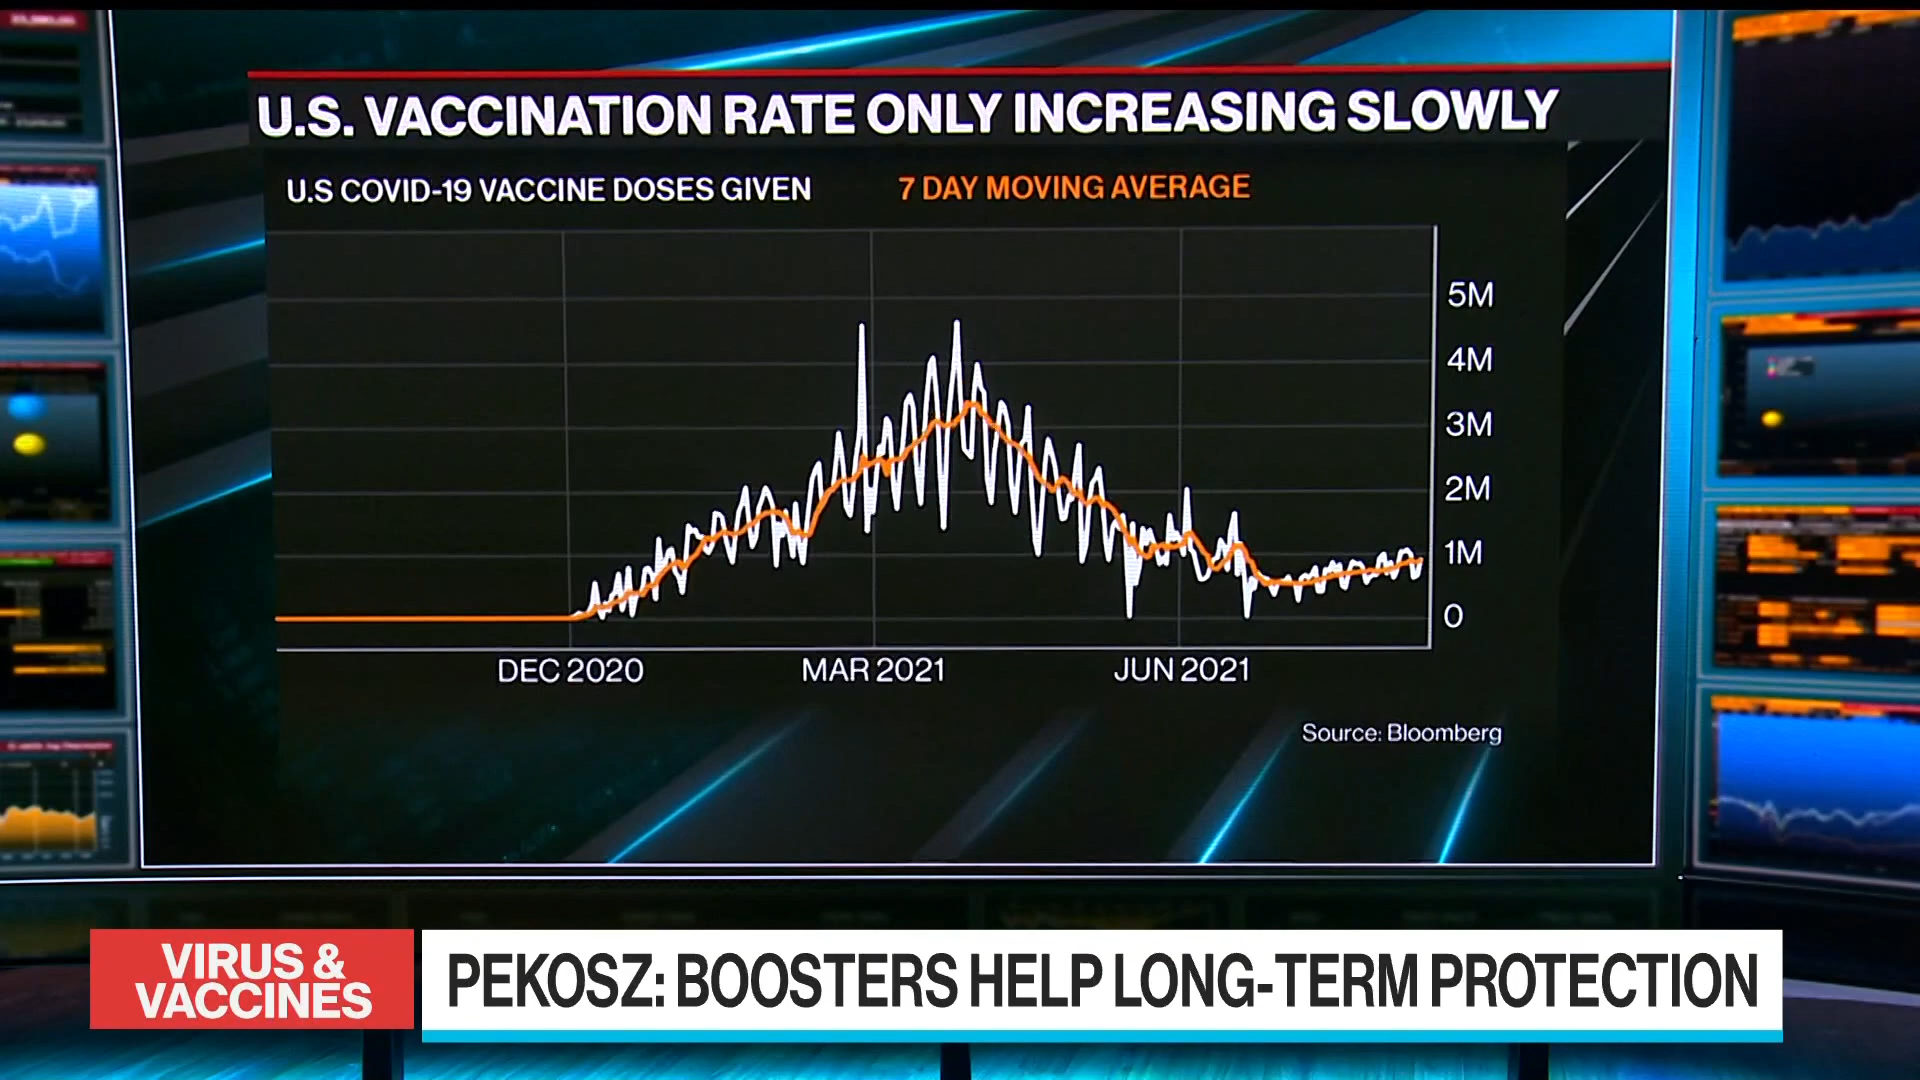 U.S. VACCINATION RATE ONLY INCREASING SLOWLY
U.S COVID-19 VACCINE DOSES GIVEN
7 DAY MOVING AVERAGE
5M
4M
3M
2M
1M
0
DEC 2020
MAR 2021
JUN 2021
Source: Bloomberg
VIRUS &
VACCINES
PEKOSZ: BOOSTERS HELP LONG-TERM PROTECTION